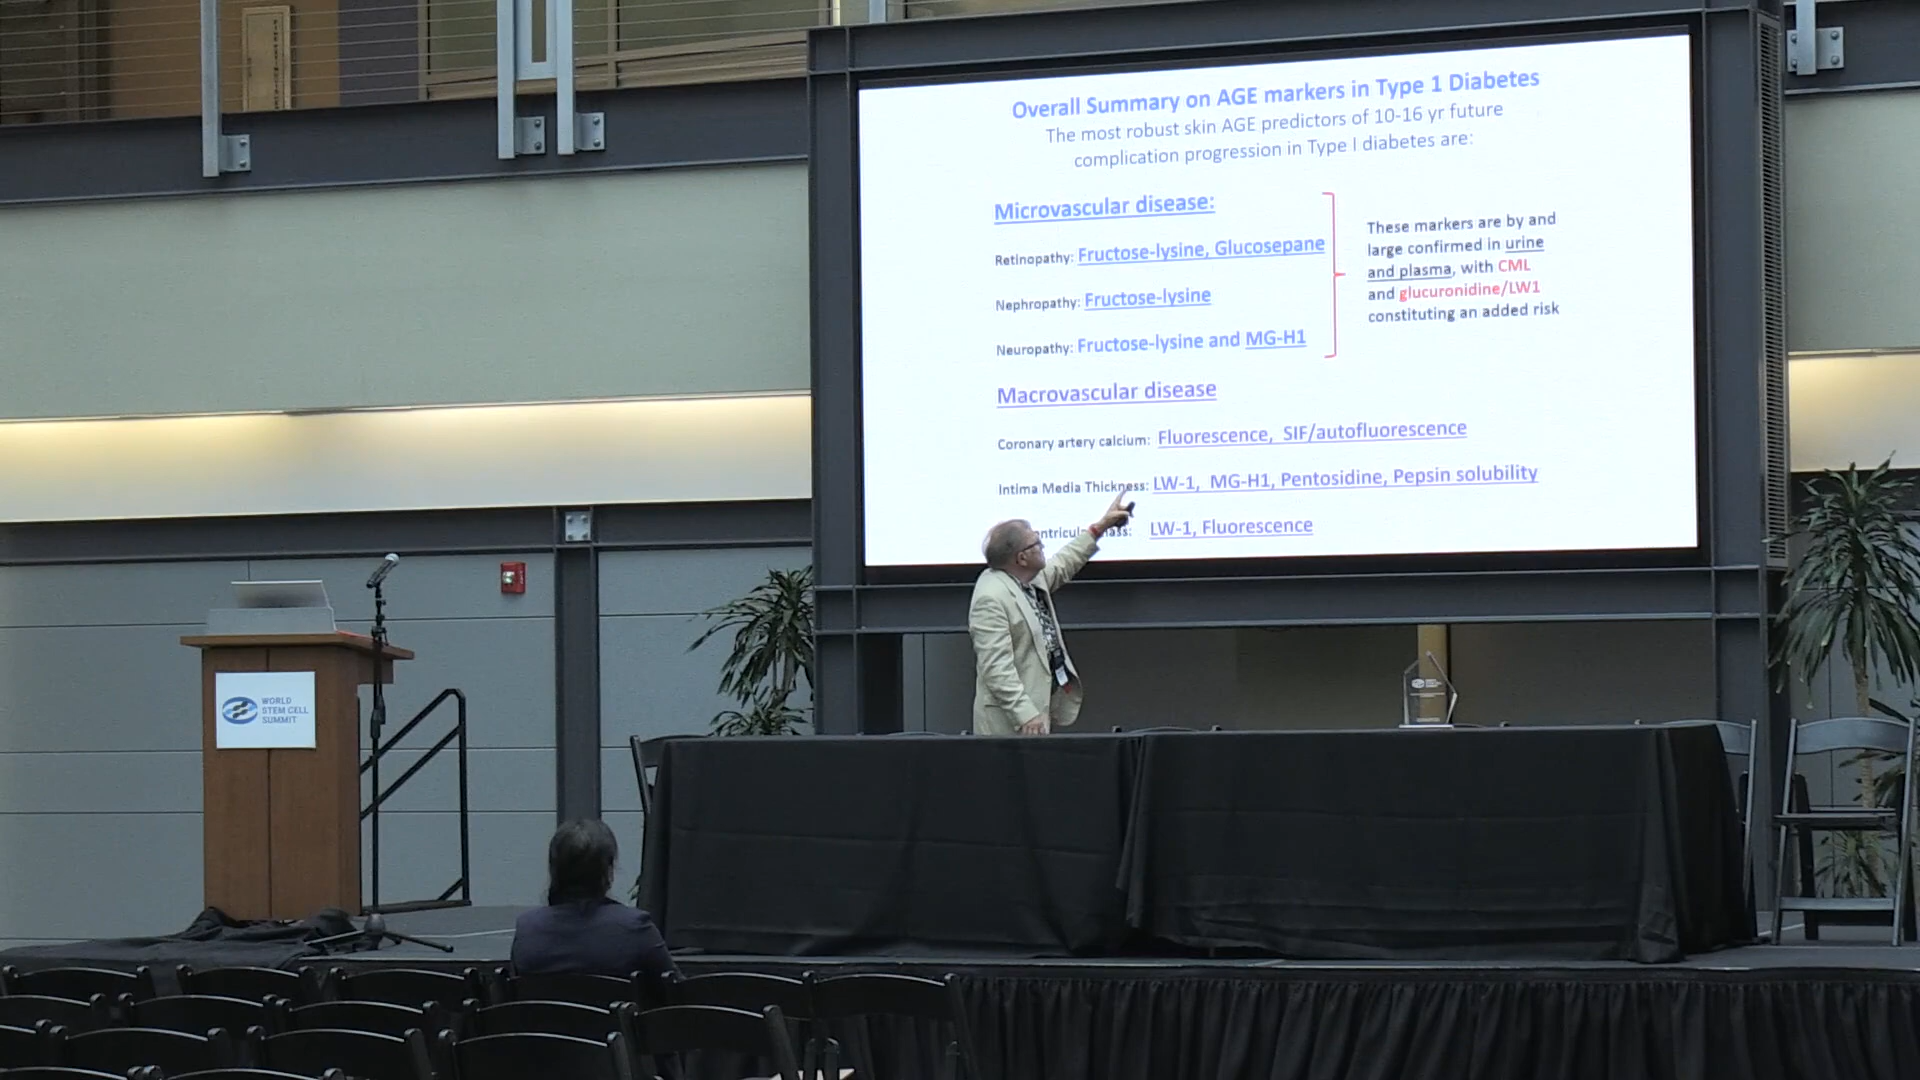 Overall Summary on AGE markers in Type 1 Diabetes
The most robust skin AGE predictors of 10-16 yr future
complication progression in Type I diabetes are:
Microvascular disease:
Retinopathy: Fructose-lysine, Glucosepane
Nephropathy: Fructose-lysine
Neuropathy: Fructose-lysine and MG-H1
These markers are by and
large confirmed in urine
and plasma, with CML
and glucuronidine/LW1
constituting an added risk
Macrovascular disease
Coronary artery calcium: Fluorescence, SIF/autofluorescence
Intima Media Thickness: LW-1, MG-H1, Pentosidine, Pepsin solubility
LW-1, Fluorescence
WORLD
STEM CELL
SUMMIT